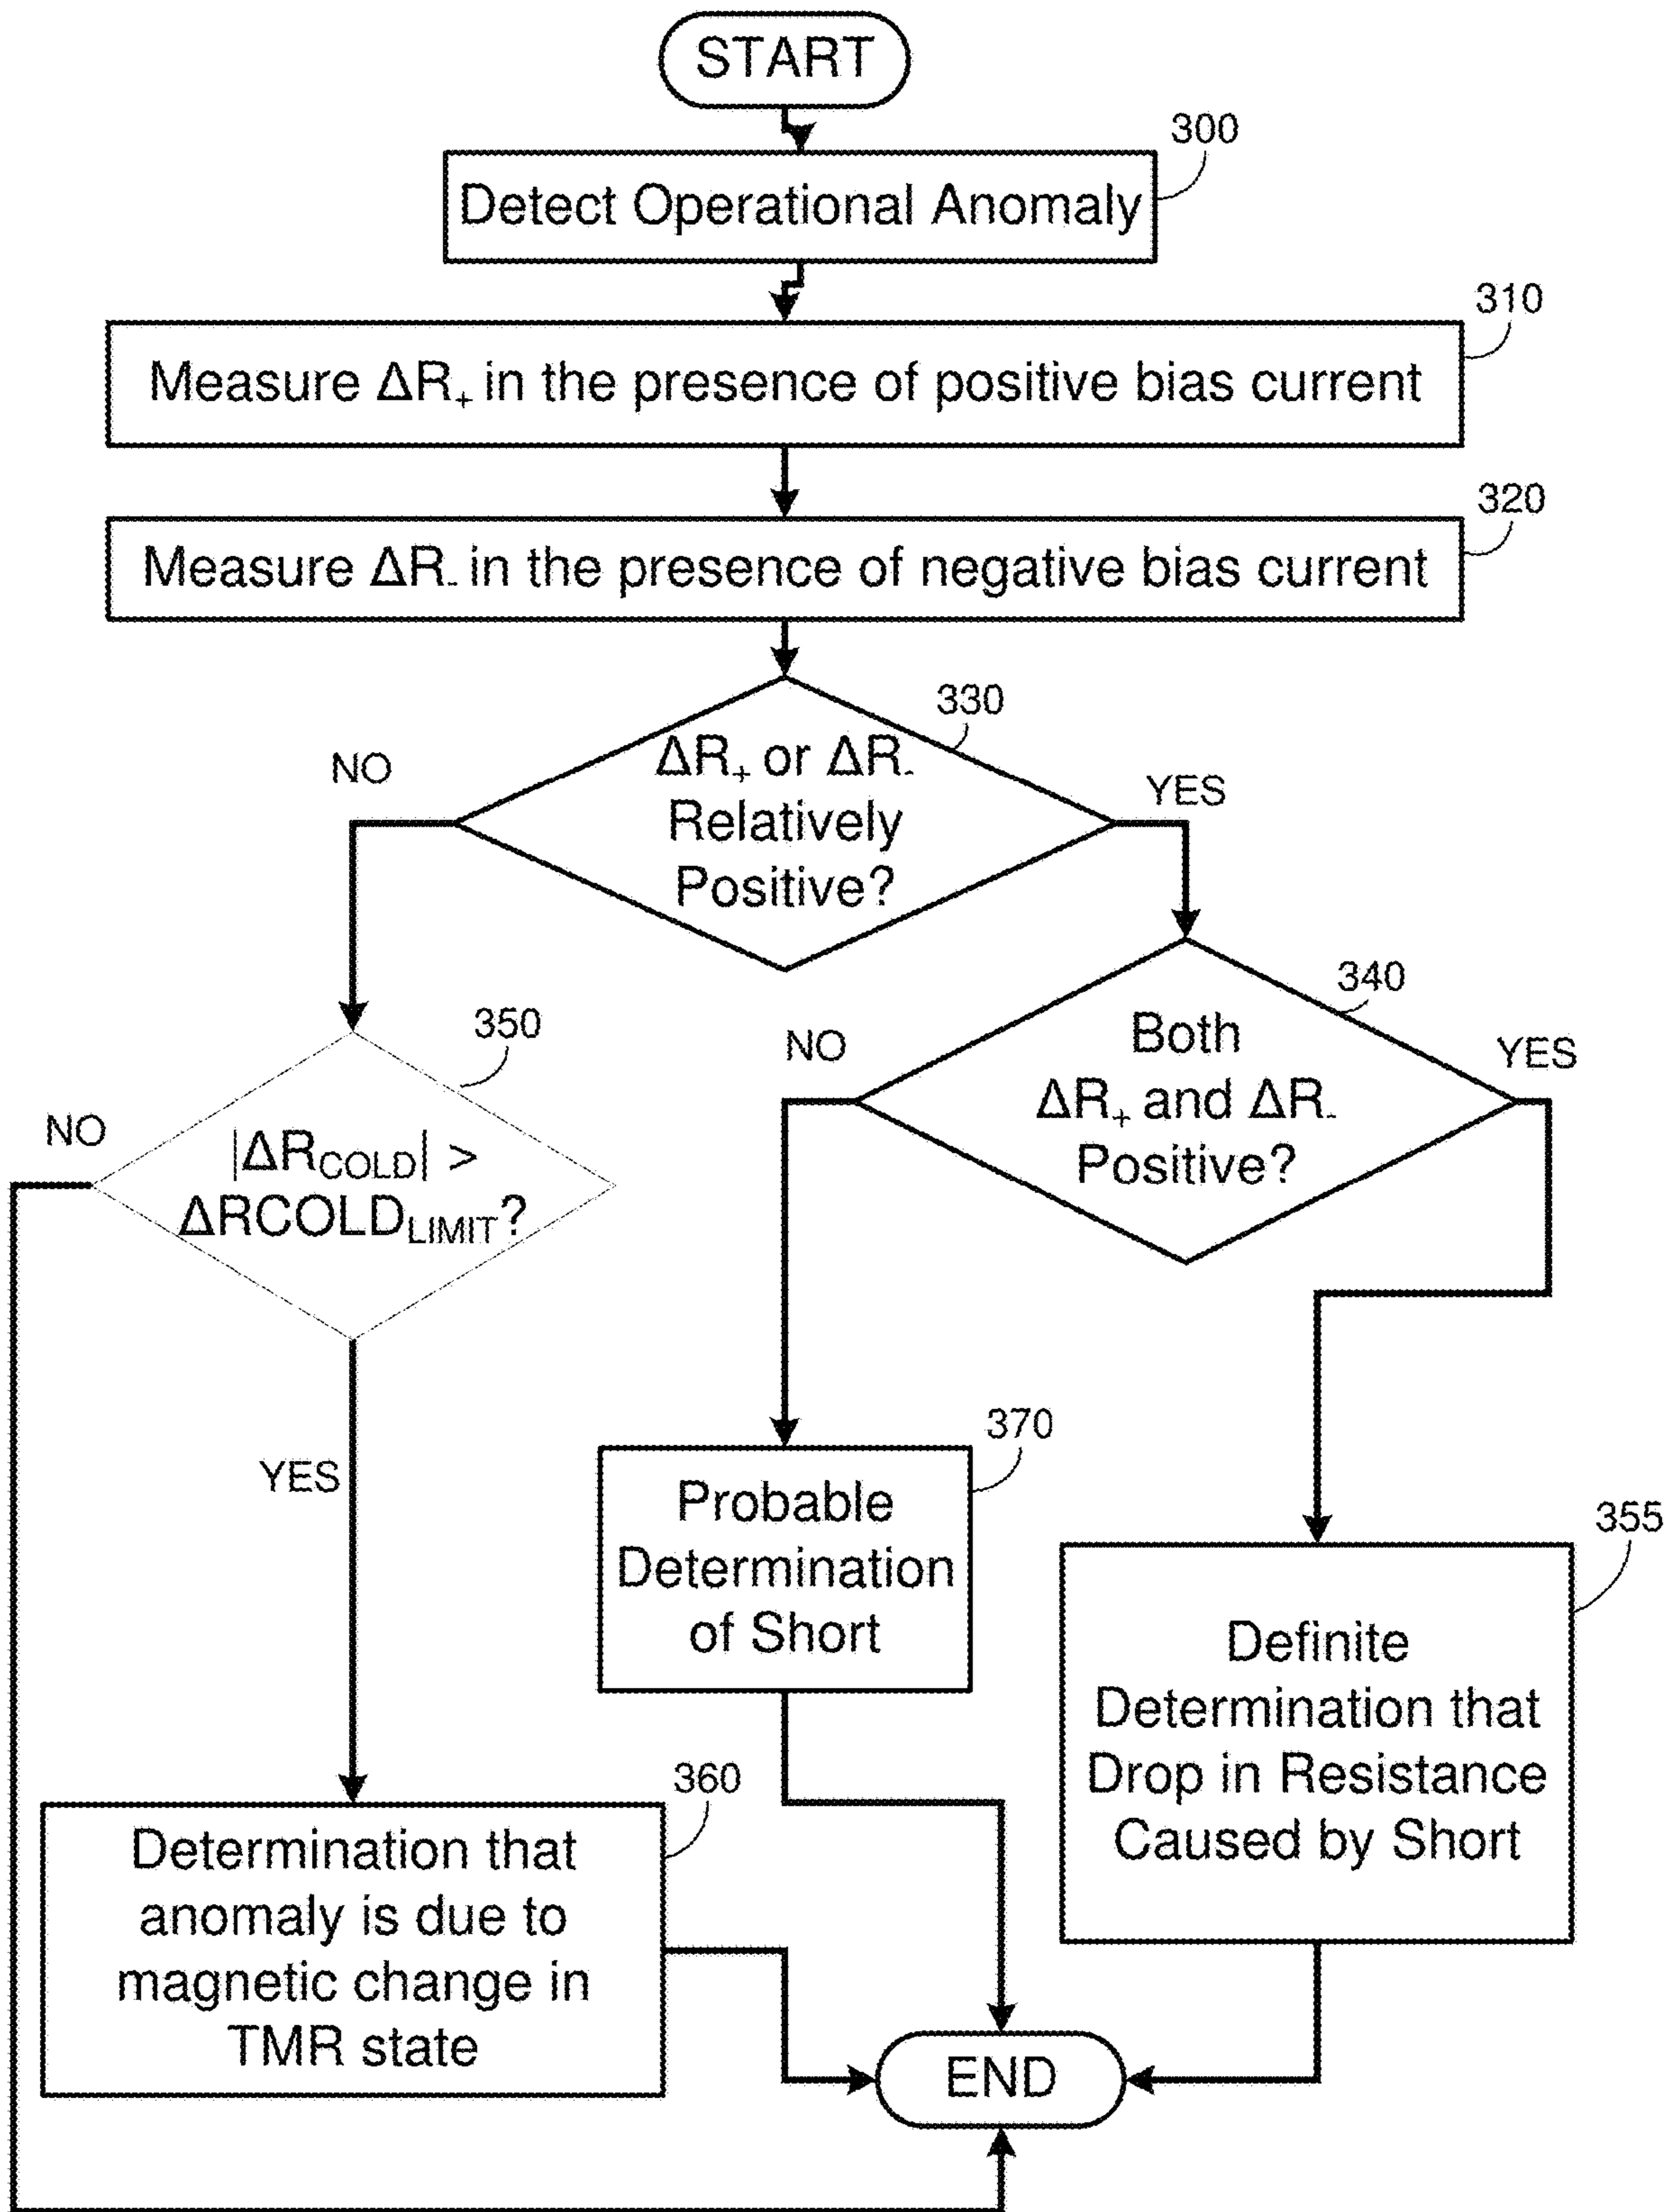 START
300
Detect Operational Anomaly
310
Measure ΔR₊ in the presence of positive bias current
320
Measure ΔR₋ in the presence of negative bias current
330
NO
ΔR₊ or ΔR₋
YES
Relatively
Positive?
340
350
NO
Both
YES
ΔR₊ and ΔR₋
Positive?
NO
|ΔR_COLD| >
ΔRCOLD_LIMIT?
YES
370
Probable
Determination
of Short
355
Definite
Determination that
Drop in Resistance
Caused by Short
360
Determination that
anomaly is due to
magnetic change in
TMR state
END